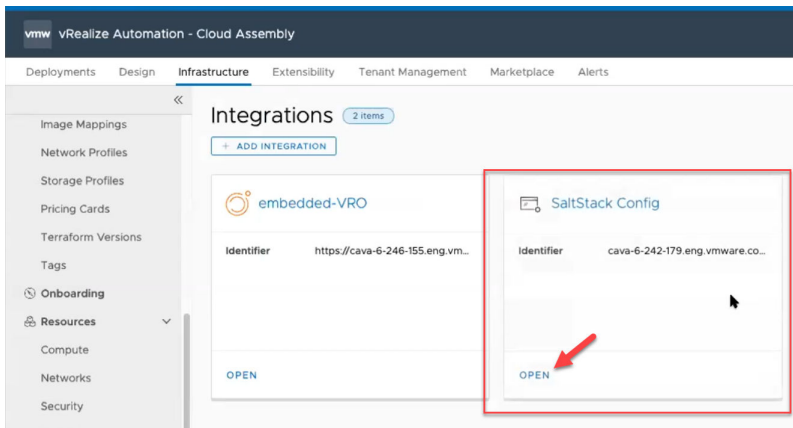 vmw vRealize Automation - Cloud Assembly
Deployments Design Infrastructure Extensibility Tenant Management Marketplace Alerts
Image Mappings
Network Profiles
Storage Profiles
Pricing Cards
Terraform Versions
Tags
Onboarding
Resources
Compute
Networks
Security
Integrations 2 items
+ ADD INTEGRATION
embedded-VRO
Identifier https://cava-6-246-155.eng.vm...
OPEN
SaltStack Config
Identifier cava-6-242-179.eng.vmware.co...
OPEN